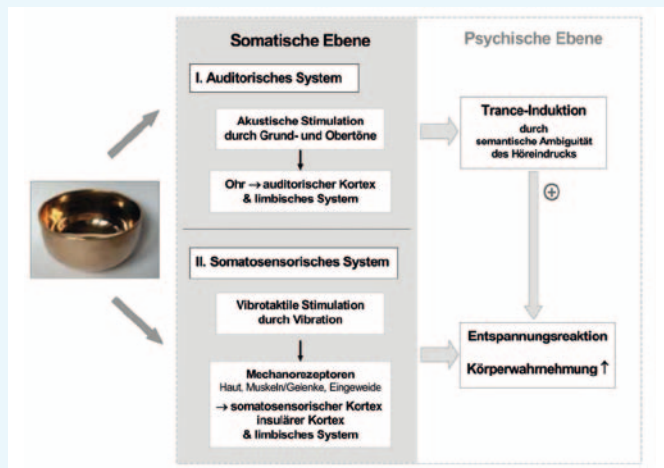 Somatische Ebene
Psychische Ebene
I. Auditorisches System
Akustische Stimulation
durch Grund- und Obertöne
Ohr → auditorischer Kortex
& limbisches System
Trance-Induktion
durch
semantische Ambiguität
des Höreindrucks
+
II. Somatosensorisches System
Vibrotaktile Stimulation
durch Vibration
Mechanorezeptoren
Haut, Muskeln/Gelenke, Eingeweide
→ somatosensorischer Kortex
insulärer Kortex
& limbisches System
Entspannungsreaktion
Körperwahrnehmung ↑